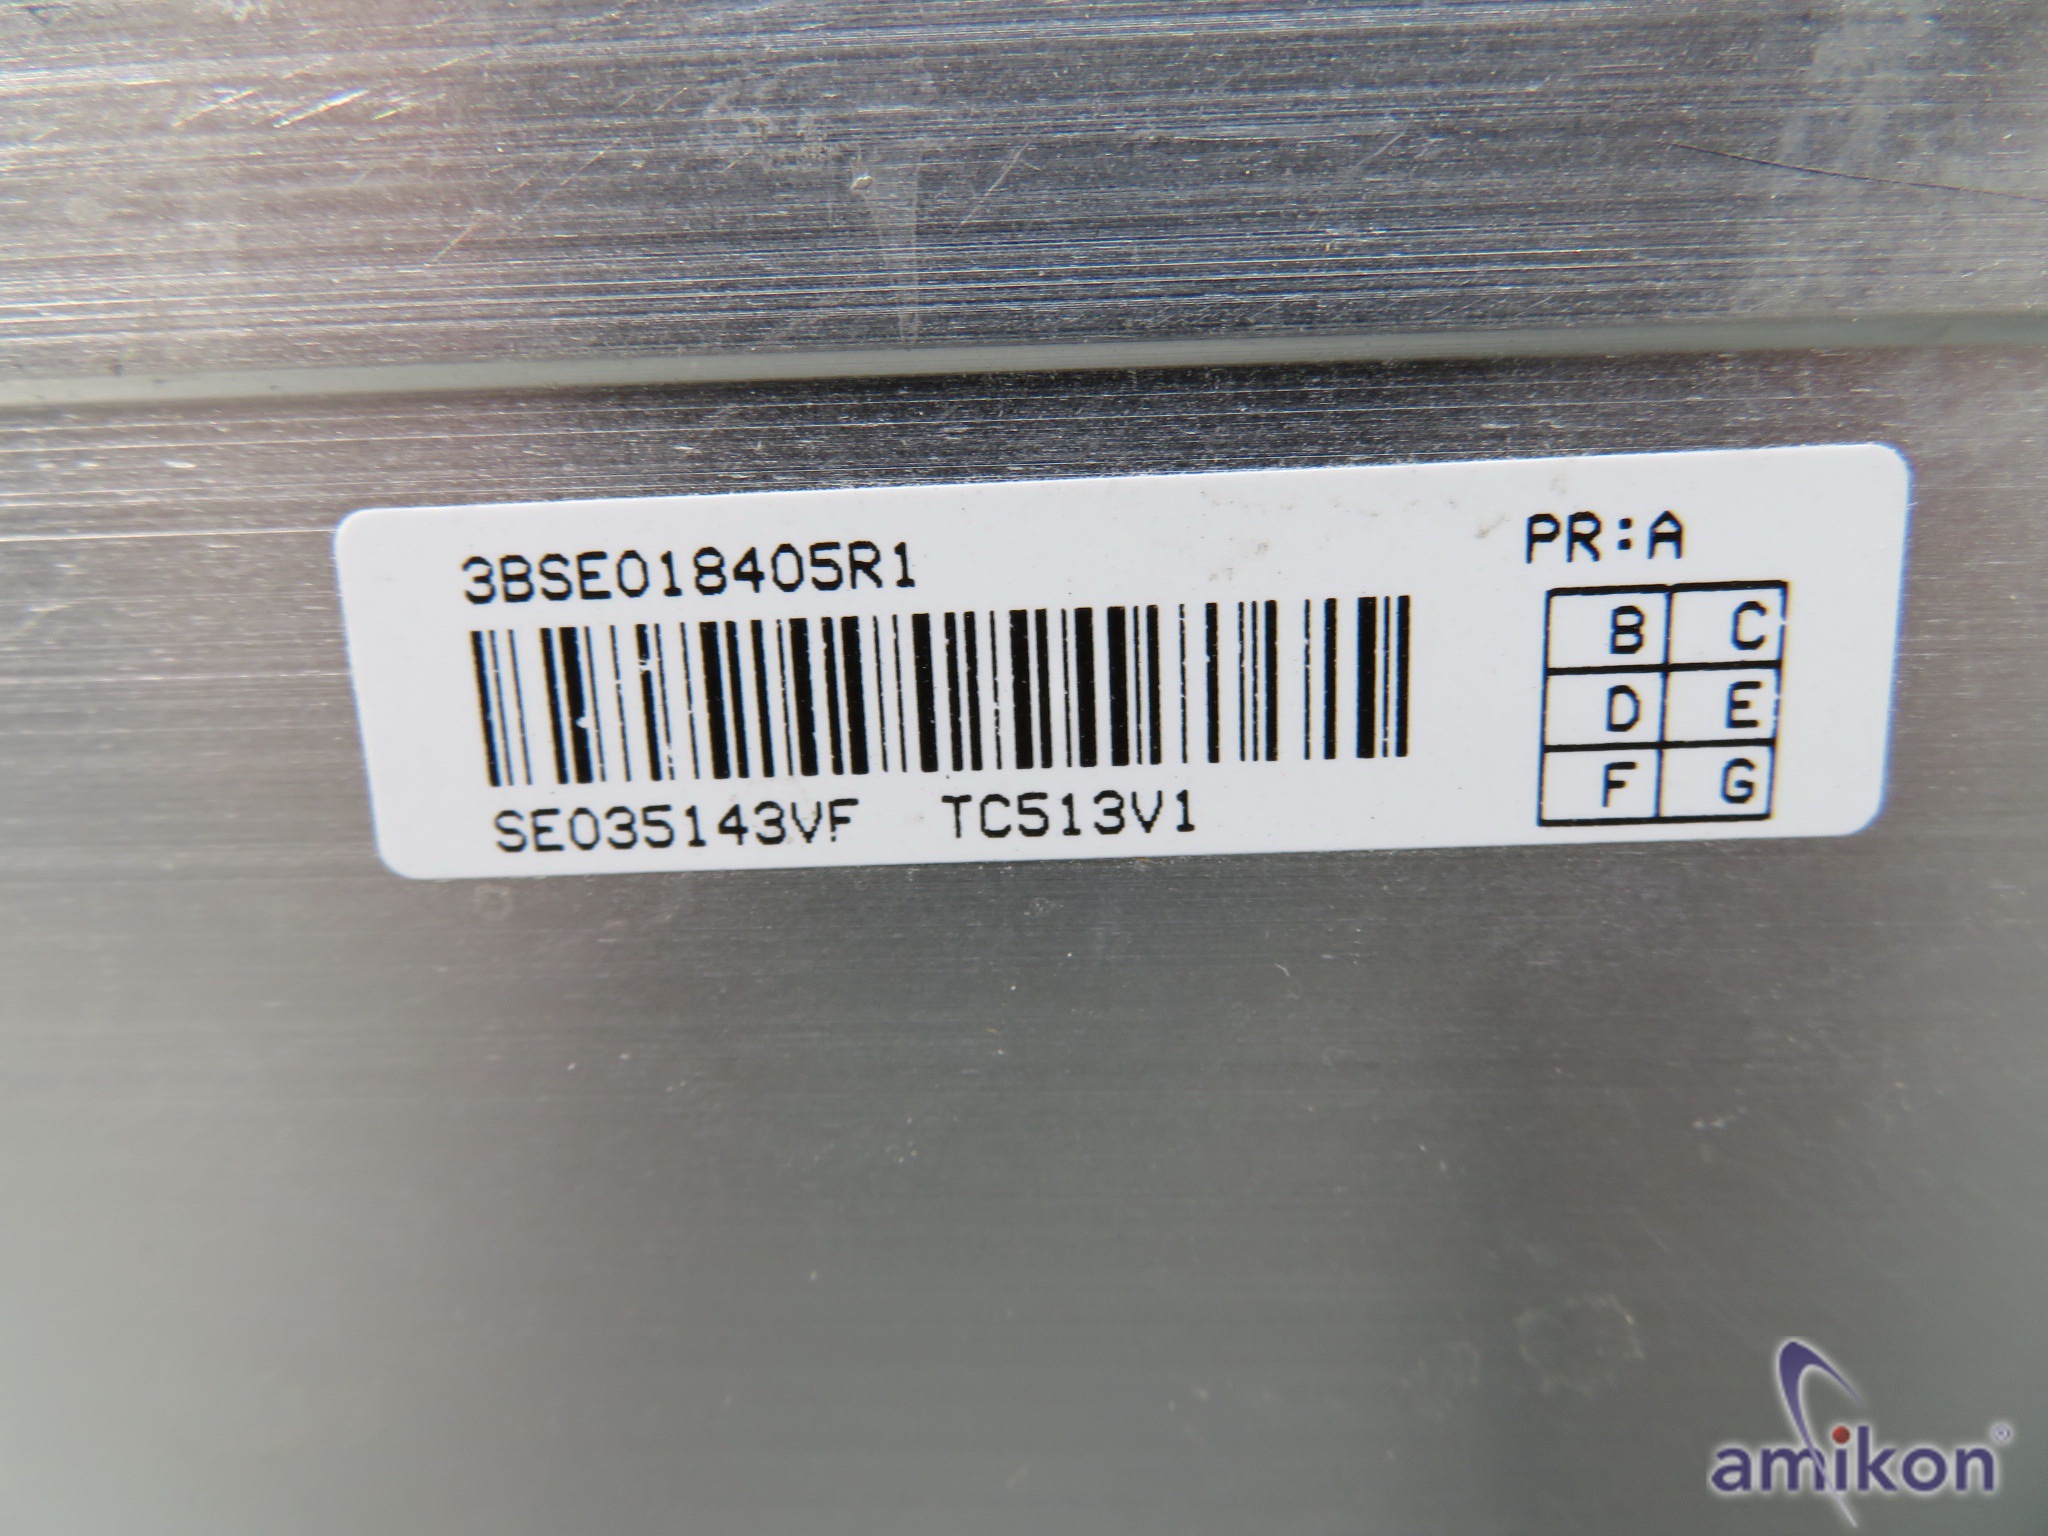 3BSE018405R1
PR:A
B C
D E
F G
SE035143VF TC513V1
amikon®